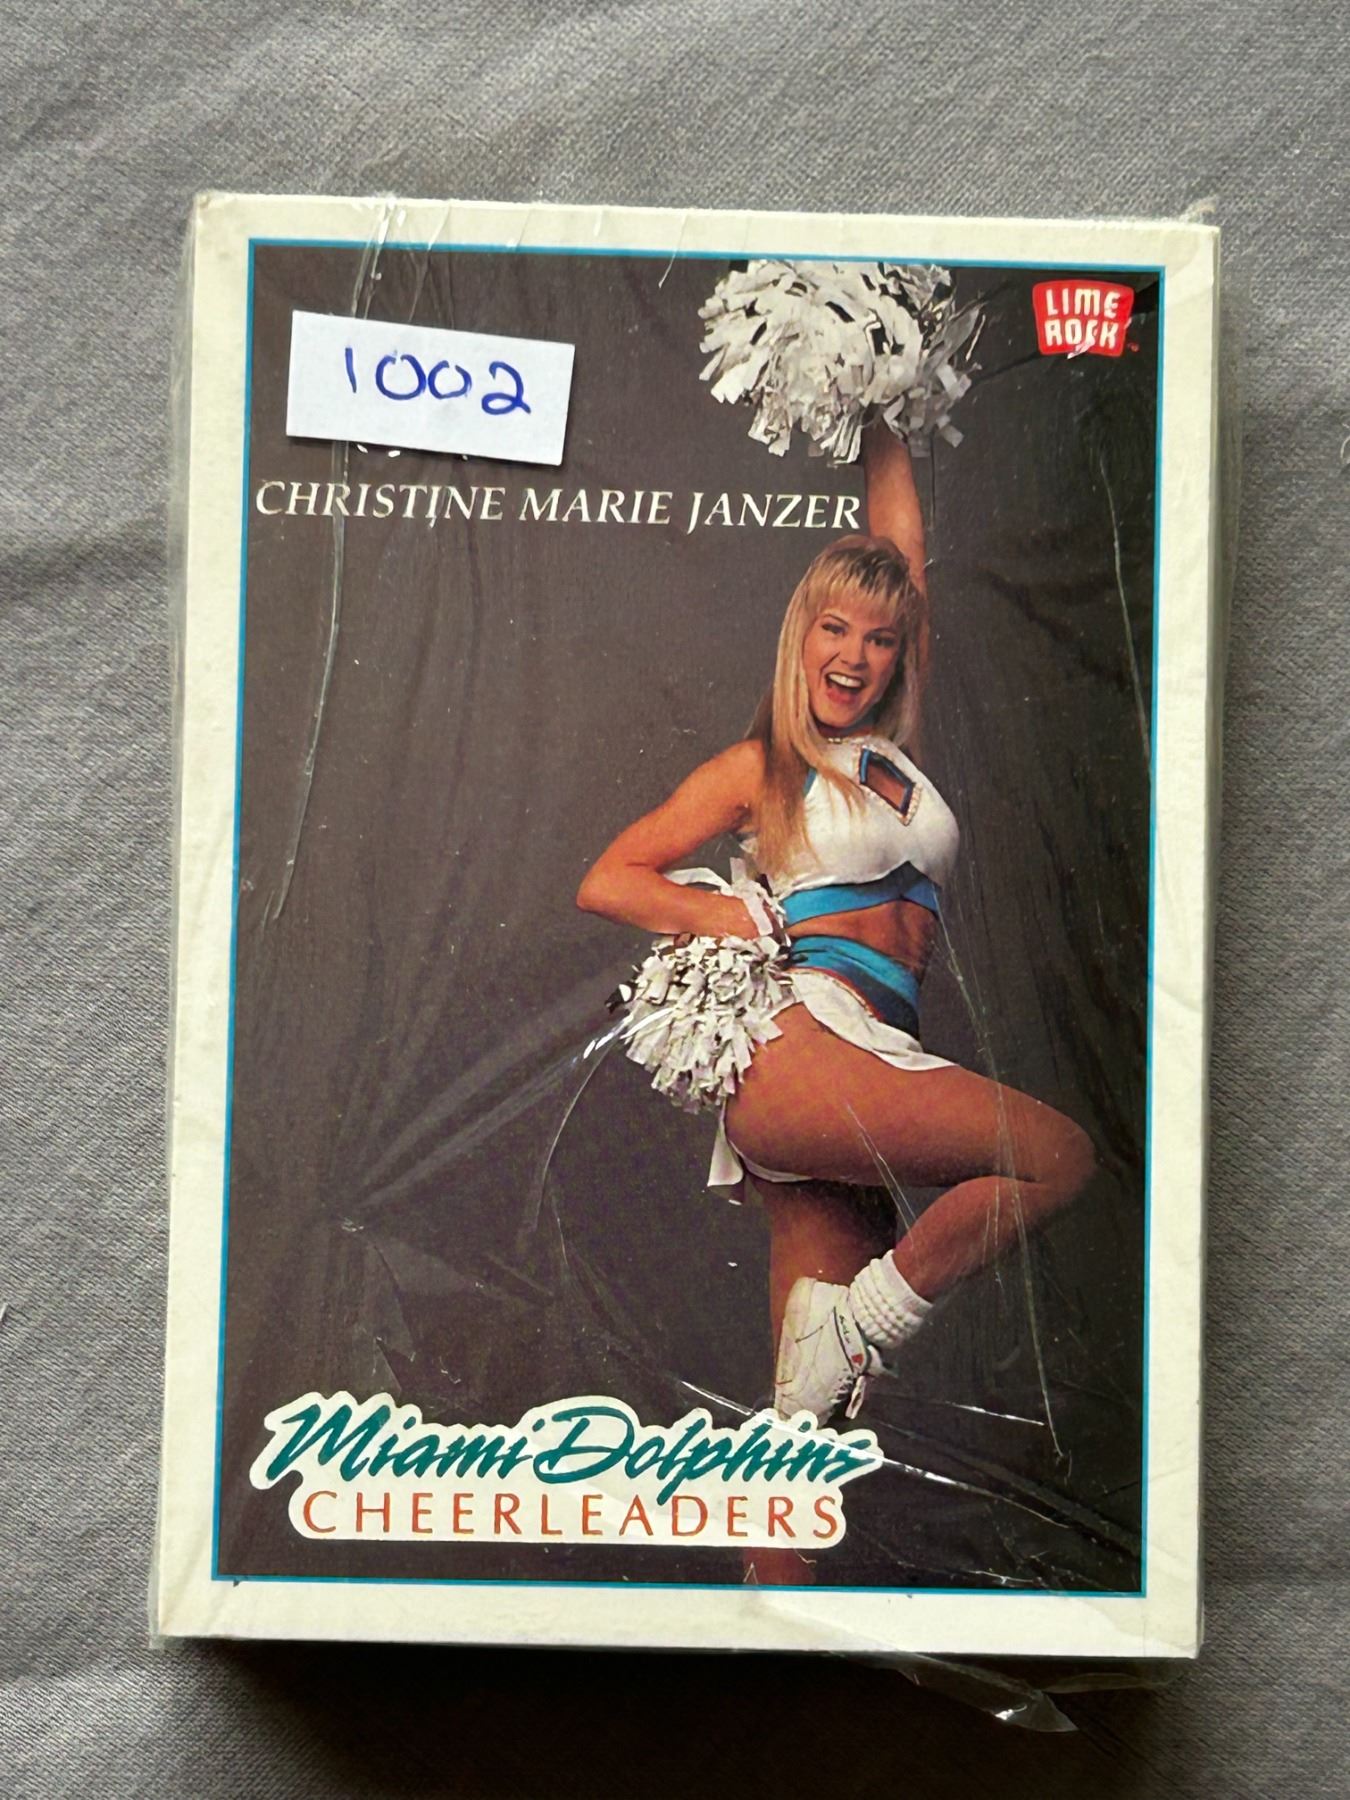 LIME
ROCK
1002
CHRISTINE MARIE JANZER
Miami Dolphins
CHEERLEADERS